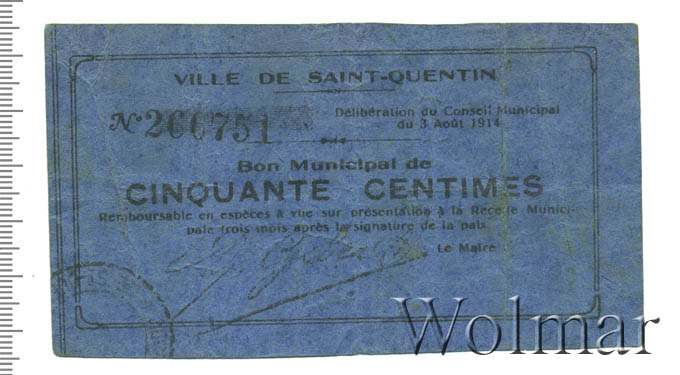 VILLE DE SAINT-QUENTIN
Nº 266751
Délibération du Conseil Municipal
du 3 Août 1914
Bon Municipal de
CINQUANTE CENTIMES
Remboursable en espèces à vue sur présentation à la Recette Munici-
pale trois mois après la signature de la paix
Le Maire
Wolmar